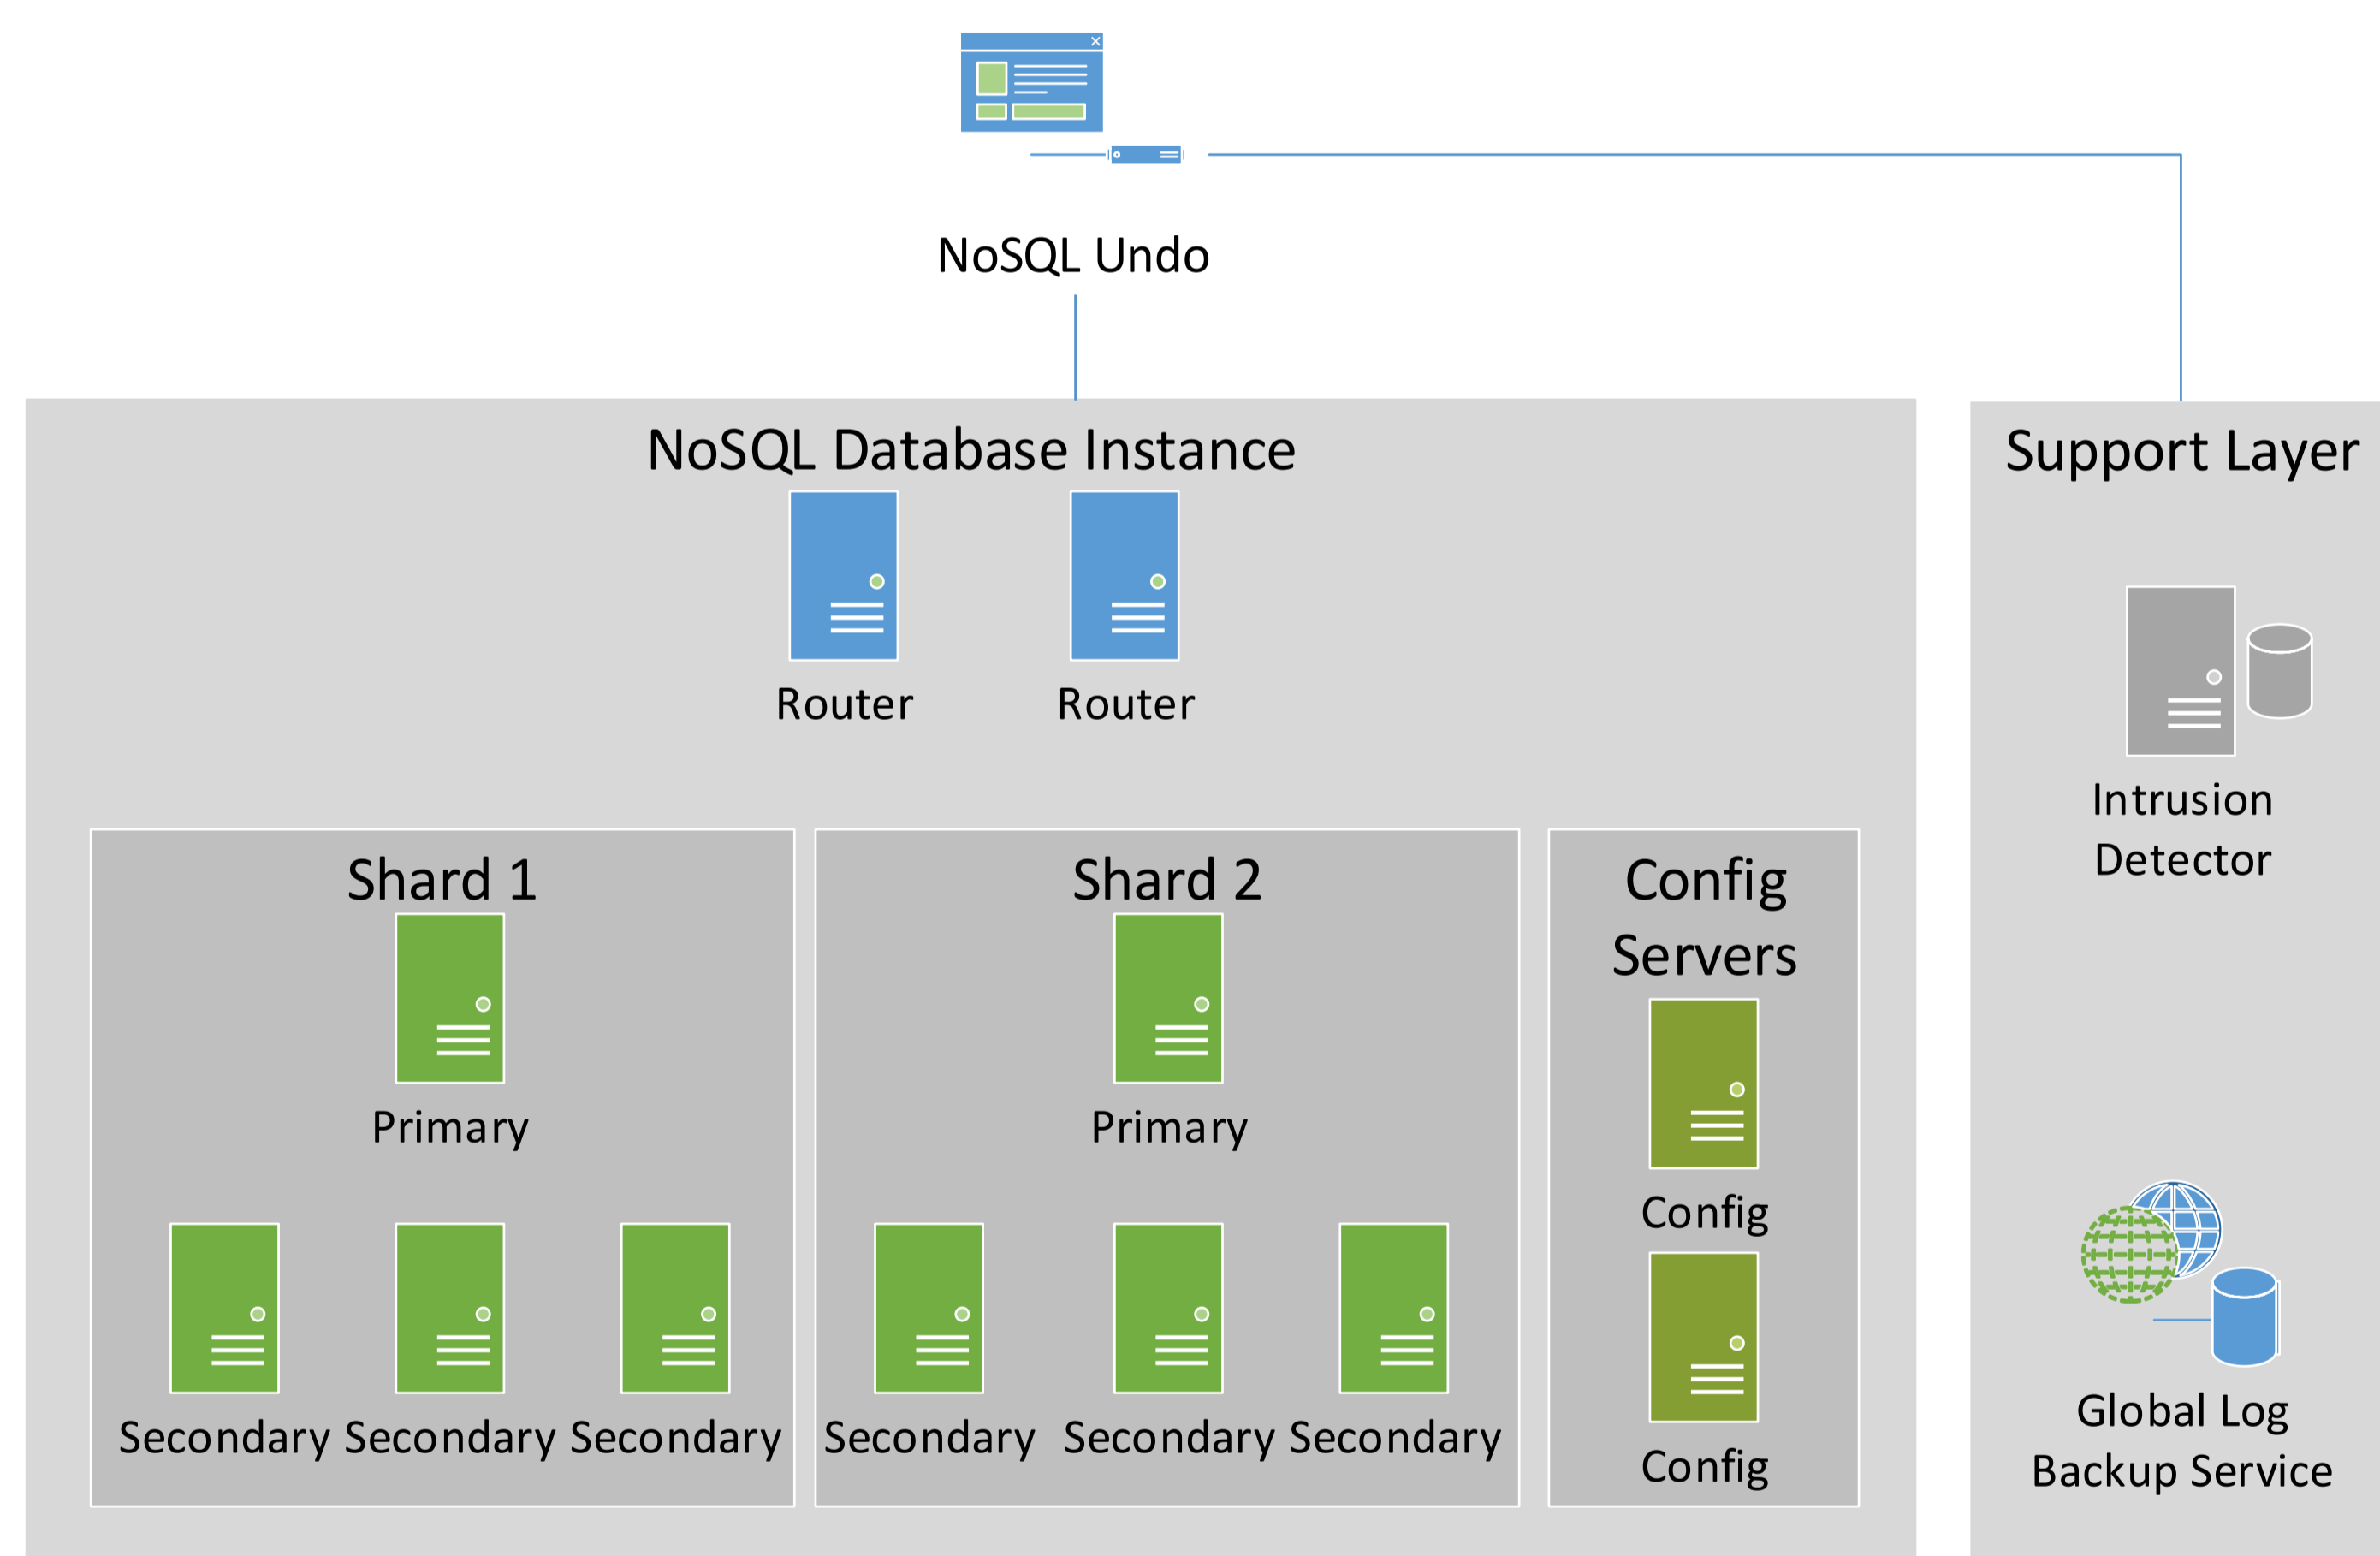 NoSQL Undo
NoSQL Database Instance
Support Layer
Router
Router
Intrusion
Detector
Shard 1
Shard 2
Config
Servers
Primary
Primary
Config
Secondary
Secondary
Secondary
Secondary
Secondary
Secondary
Config
Global Log
Backup Service